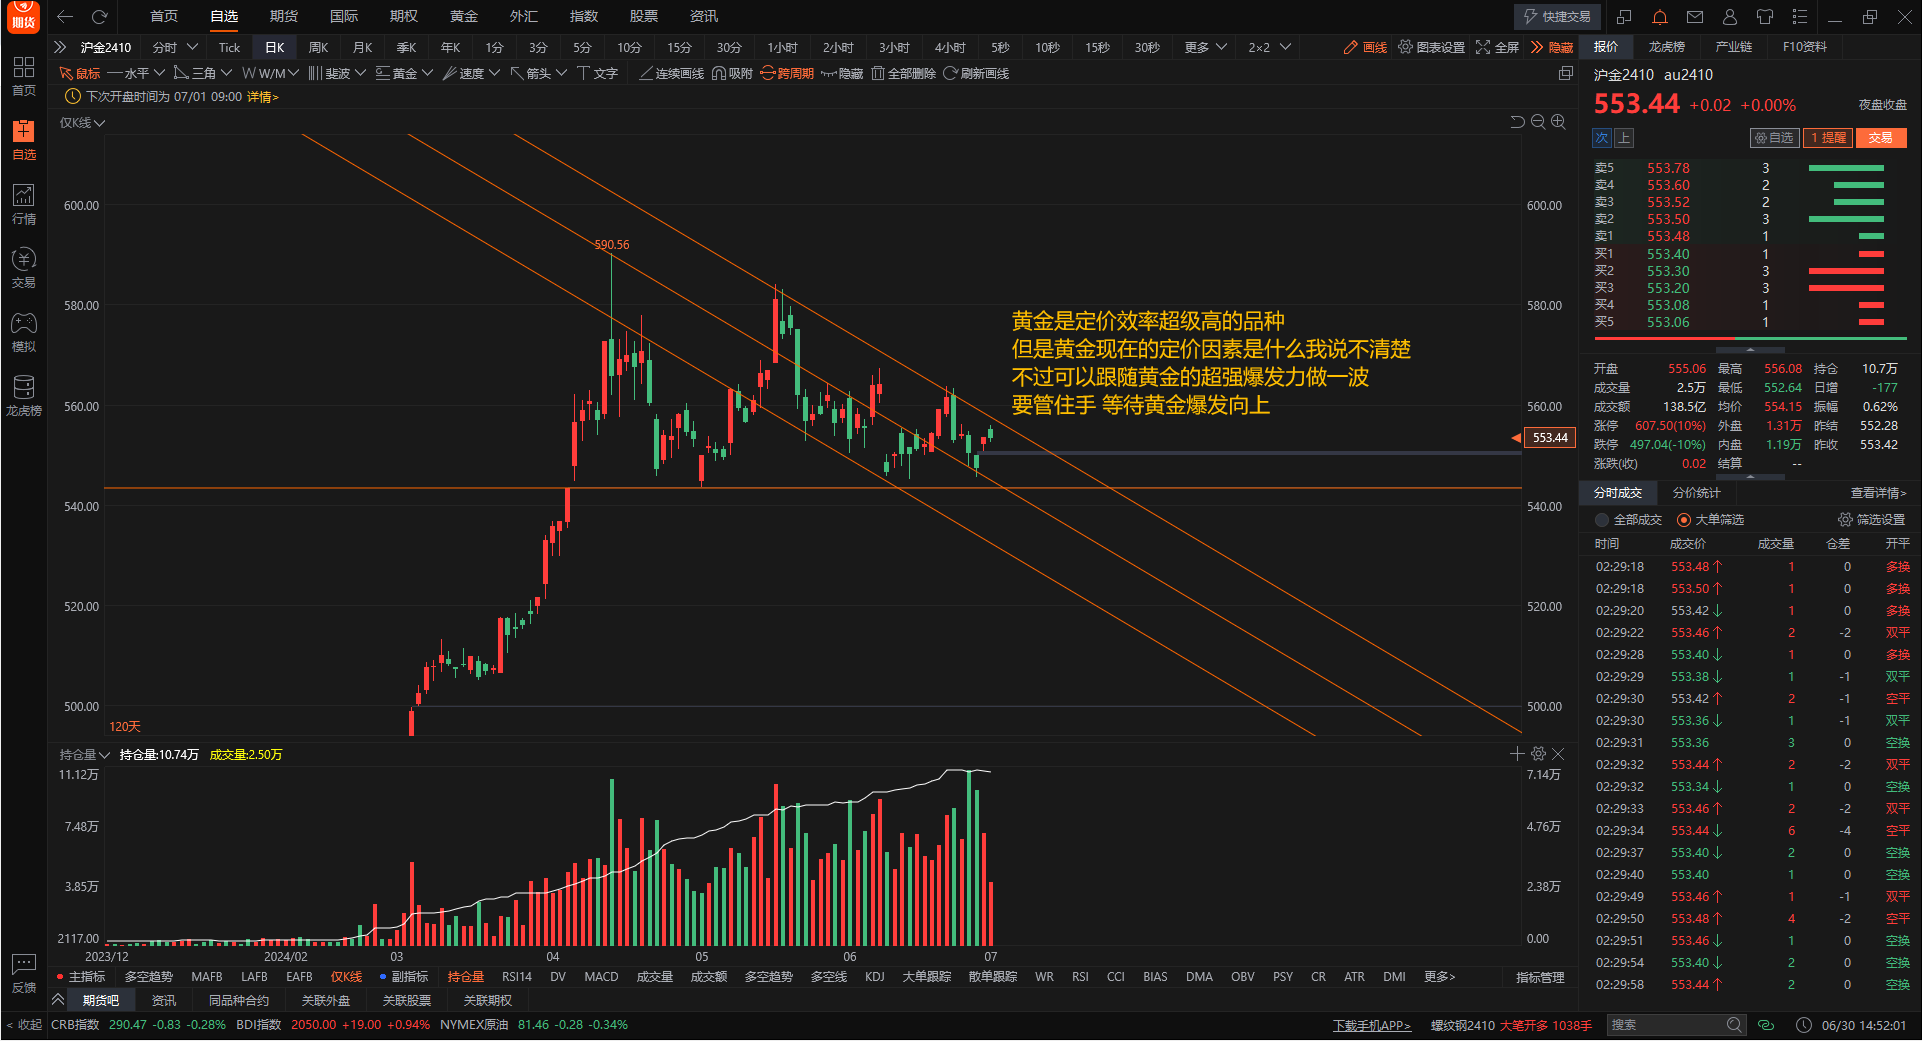 期货
首页 自选 期货 国际 期权 黄金 外汇 指数 股票 资讯 快捷交易
沪金2410 分时 Tick 日K 周K 月K 季K 年K 1分 3分 5分 10分 15分 30分 1小时 2小时 3小时 4小时 5秒 10秒 15秒 30秒 更多 2×2 画线 图表设置 全屏 隐藏
鼠标 水平 三角 W/M 斐波 黄金 速度 箭头 文字 连续画线 吸附 跨周期 隐藏 全部删除 刷新画线
下次开盘时间为 07/01 09:00 详情>
仅K线
首页
自选
行情
交易
模拟
龙虎榜
反馈
< 收起
600.00 600.00
590.56
580.00 580.00
黄金是定价效率超级高的品种
但是黄金现在的定价因素是什么我说不清楚
不过可以跟随黄金的超强爆发力做一波
要管住手 等待黄金爆发向上
560.00 560.00
553.44
540.00 540.00
520.00 520.00
500.00 500.00
120天
持仓量 持仓量:10.74万 成交量:2.50万
11.12万 7.14万
7.48万 4.76万
3.85万 2.38万
2117.00 0.00
2023/12 2024/02 03 04 05 06 07
主指标 多空趋势 MAFB LAFB EAFB 仅K线 副指标 持仓量 RSI14 DV MACD 成交量 成交额 多空趋势 多空线 KDJ 大单跟踪 散单跟踪 WR RSI CCI BIAS DMA OBV PSY CR ATR DMI 更多> 指标管理
期货吧 资讯 同品种合约 关联外盘 关联股票 关联期权
CRB指数 290.47 -0.83 -0.28% BDI指数 2050.00 +19.00 +0.94% NYMEX原油 81.46 -0.28 -0.34%
下载手机APP> 螺纹钢2410 大笔开多 1038手 搜索 06/30 14:52:01
报价 龙虎榜 产业链 F10资料
沪金2410 au2410
553.44 +0.02 +0.00% 夜盘收盘
次 上 自选 1 提醒 交易
卖5 553.78 3
卖4 553.60 2
卖3 553.52 2
卖2 553.50 3
卖1 553.48 1
买1 553.40 1
买2 553.30 3
买3 553.20 3
买4 553.08 1
买5 553.06 1
开盘 555.06 最高 556.08 持仓 10.7万
成交量 2.5万 最低 552.64 日增 -177
成交额 138.5亿 均价 554.15 振幅 0.62%
涨停 607.50(10%) 外盘 1.31万 昨结 552.28
跌停 497.04(-10%) 内盘 1.19万 昨收 553.42
涨跌(收) 0.02 结算 --
分时成交 分价统计 查看详情>
全部成交 大单筛选 筛选设置
时间 成交价 成交量 仓差 开平
02:29:18 553.48↑ 1 0 多换
02:29:18 553.50↑ 1 0 多换
02:29:20 553.42↓ 1 0 多换
02:29:22 553.46↑ 2 -2 双平
02:29:28 553.40↓ 1 0 多换
02:29:29 553.38↓ 1 -1 双平
02:29:30 553.42↑ 2 -1 空平
02:29:30 553.36↓ 1 -1 双平
02:29:31 553.36 3 0 空换
02:29:32 553.44↑ 2 -2 双平
02:29:32 553.34↓ 1 0 空换
02:29:33 553.46↑ 2 -2 双平
02:29:34 553.44↓ 6 -4 空平
02:29:37 553.40↓ 2 0 空换
02:29:40 553.40 1 0 空换
02:29:49 553.46↑ 1 -1 双平
02:29:50 553.48↑ 4 -2 空平
02:29:51 553.46↓ 1 0 空换
02:29:54 553.40↓ 2 0 空换
02:29:58 553.44↑ 2 0 空换